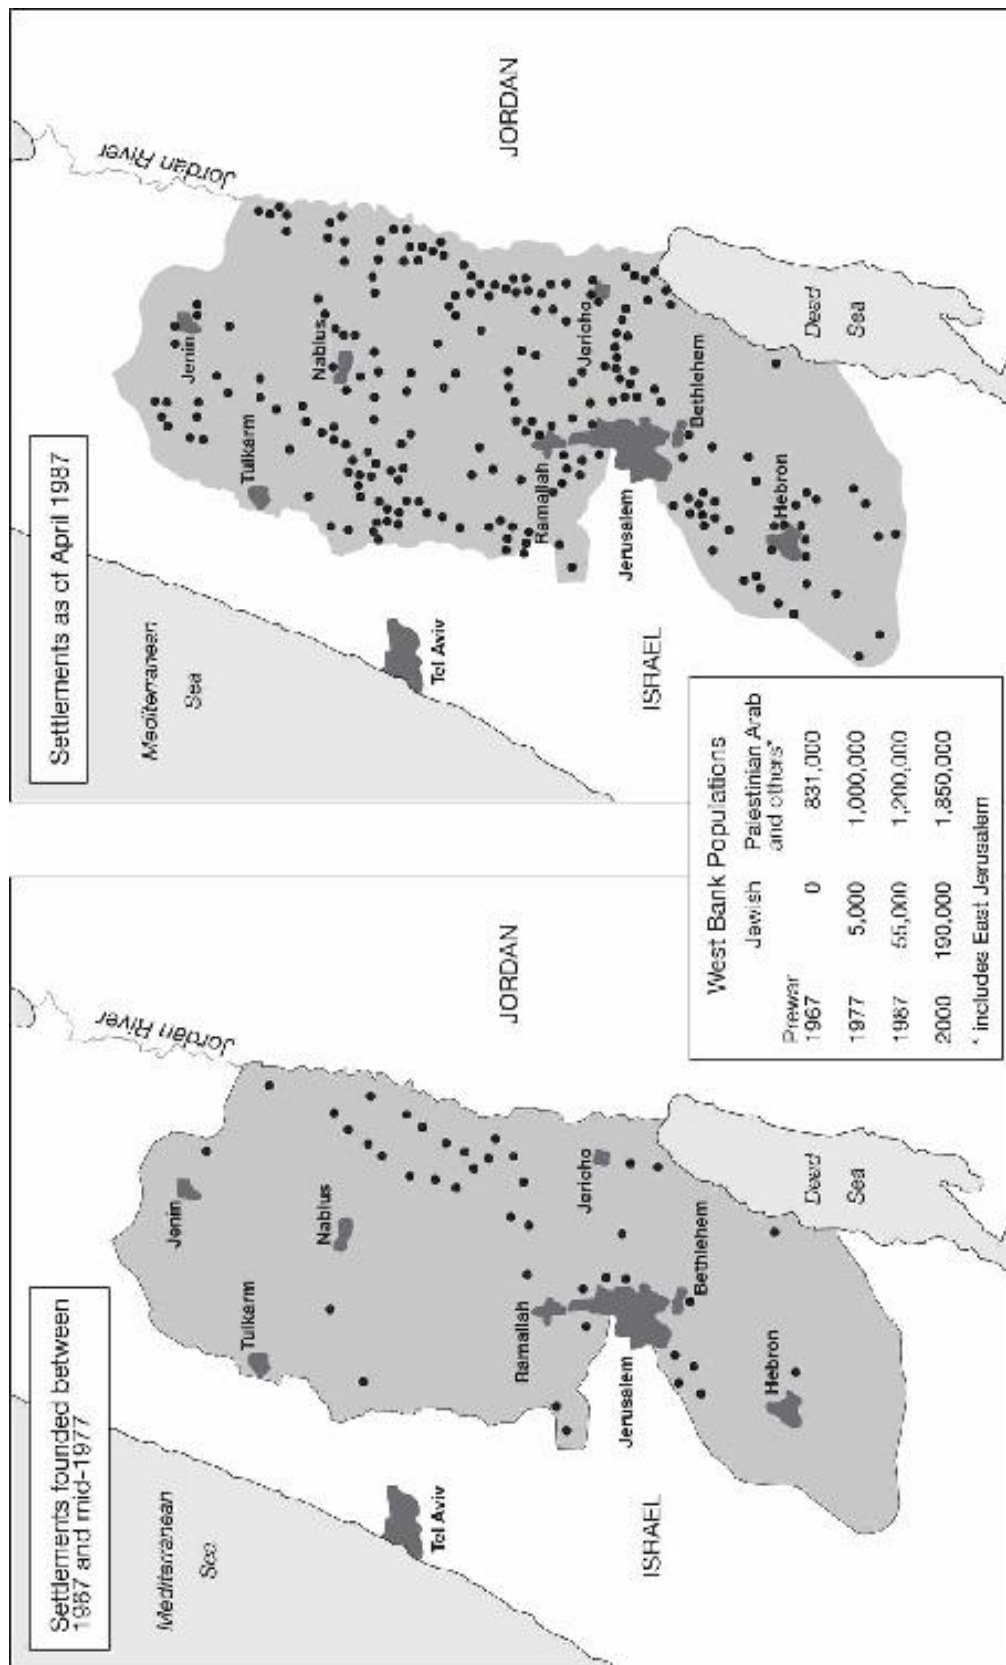 Settlements founded between
1967 and mid-1977
Mediterranean
Sea
Tel Aviv
ISRAEL
Tulkarm
Jenin
Nablus
Ramallah
Jericho
Jerusalem
Bethlehem
Hebron
Dead
Sea
Jordan River
JORDAN
Settlements as of April 1987
Mediterranean
Sea
Tel Aviv
ISRAEL
Tulkarm
Jenin
Nablus
Ramallah
Jericho
Jerusalem
Bethlehem
Hebron
Dead
Sea
Jordan River
JORDAN
West Bank Populations
Jewish Palestinian Arab
and others*
Prewar
1967 0 831,000
1977 5,000 1,000,000
1987 55,000 1,200,000
2000 190,000 1,850,000
* includes East Jerusalem